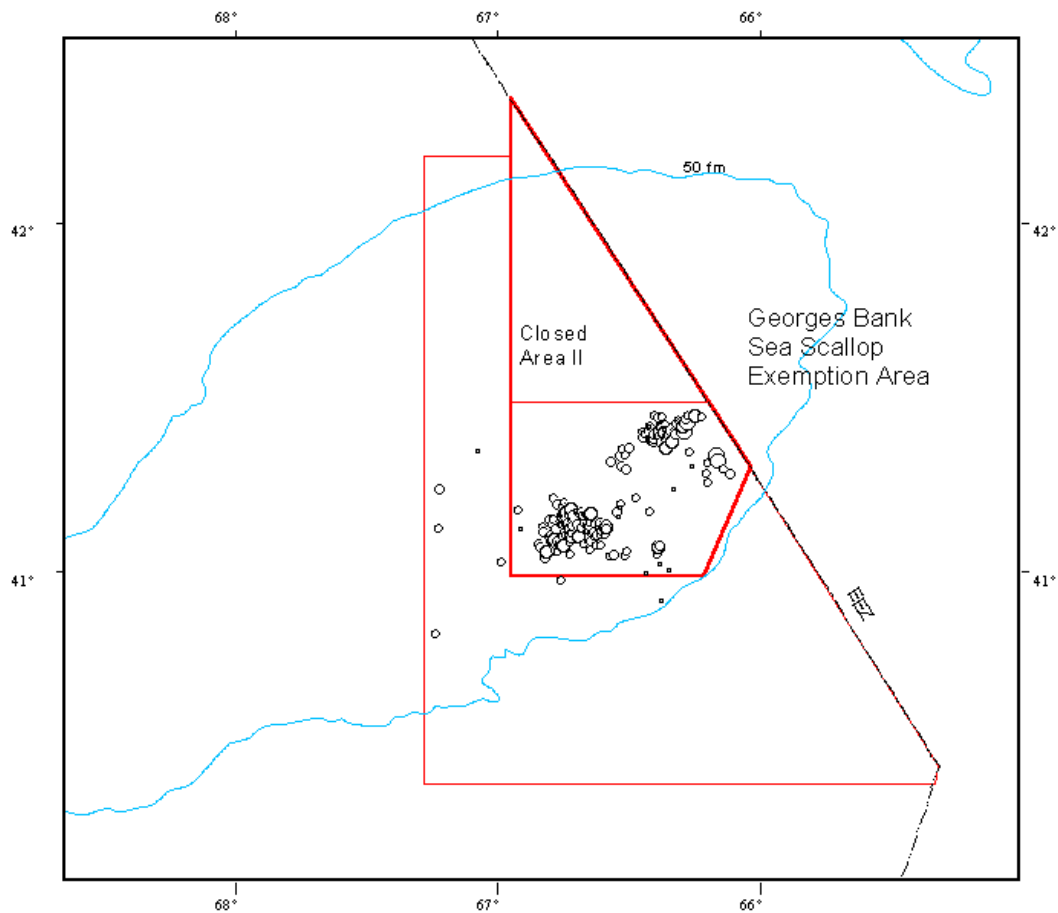 68° 67° 66°
50 fm
42° 42°
Georges Bank
Sea Scallop
Exemption Area
Closed
Area II
41° 41°
EEZ
68° 67° 66°